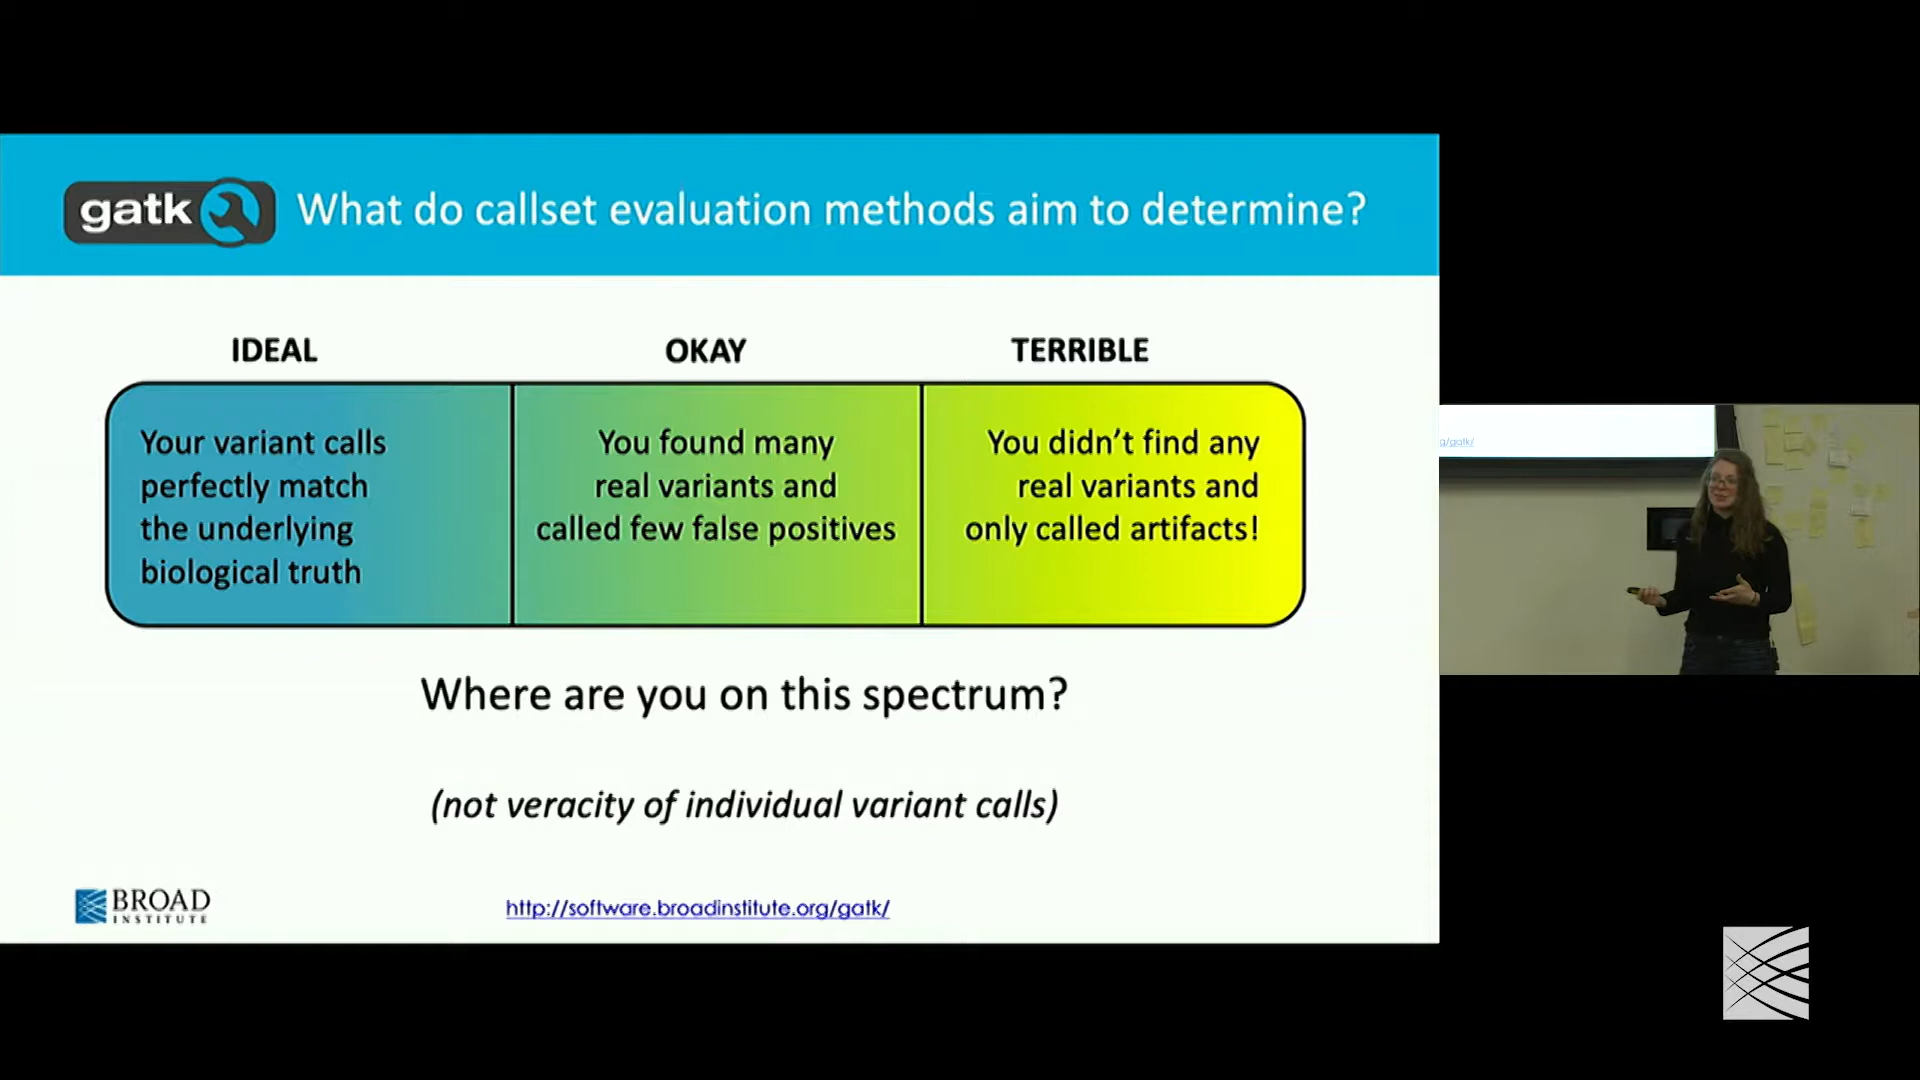 gatk
What do callset evaluation methods aim to determine?
IDEAL
OKAY
TERRIBLE
Your variant calls
perfectly match
the underlying
biological truth
You found many
real variants and
called few false positives
You didn’t find any
real variants and
only called artifacts!
Where are you on this spectrum?
(not veracity of individual variant calls)
BROAD
INSTITUTE
http://software.broadinstitute.org/gatk/
g/gatk/